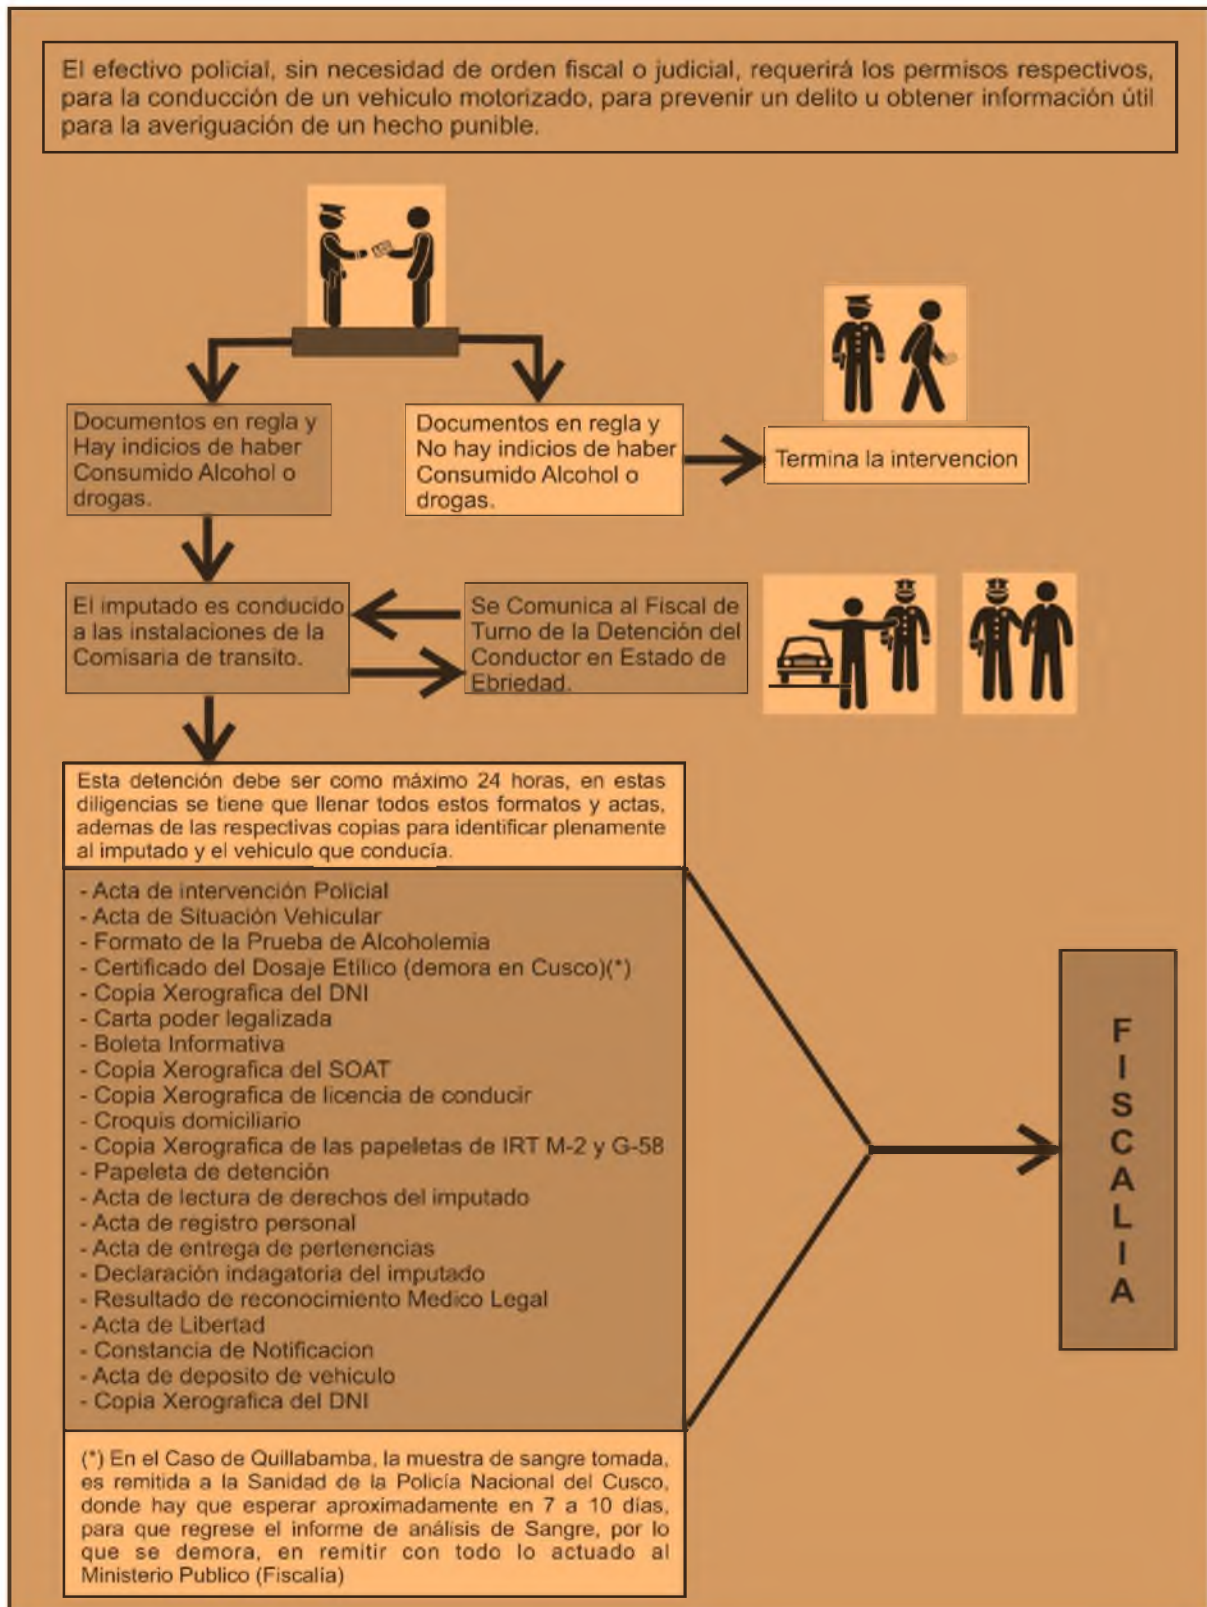 El efectivo policial, sin necesidad de orden fiscal o judicial, requerirá los permisos respectivos,
para la conducción de un vehiculo motorizado, para prevenir un delito u obtener información útil
para la averiguación de un hecho punible.
Documentos en regla y
Hay indicios de haber
Consumido Alcohol o
drogas.
Documentos en regla y
No hay indicios de haber
Consumido Alcohol o
drogas.
Termina la intervencion
El imputado es conducido
a las instalaciones de la
Comisaria de transito.
Se Comunica al Fiscal de
Turno de la Detención del
Conductor en Estado de
Ebriedad.
Esta detención debe ser como máximo 24 horas, en estas
diligencias se tiene que llenar todos estos formatos y actas,
ademas de las respectivas copias para identificar plenamente
al imputado y el vehiculo que conducía.
- Acta de intervención Policial
- Acta de Situación Vehicular
- Formato de la Prueba de Alcoholemia
- Certificado del Dosaje Etílico (demora en Cusco)(*)
- Copia Xerografica del DNI
- Carta poder legalizada
- Boleta Informativa
- Copia Xerografica del SOAT
- Copia Xerografica de licencia de conducir
- Croquis domiciliario
- Copia Xerografica de las papeletas de IRT M-2 y G-58
- Papeleta de detención
- Acta de lectura de derechos del imputado
- Acta de registro personal
- Acta de entrega de pertenencias
- Declaración indagatoria del imputado
- Resultado de reconocimiento Medico Legal
- Acta de Libertad
- Constancia de Notificacion
- Acta de deposito de vehiculo
- Copia Xerografica del DNI
(*) En el Caso de Quillabamba, la muestra de sangre tomada,
es remitida a la Sanidad de la Policía Nacional del Cusco,
donde hay que esperar aproximadamente en 7 a 10 días,
para que regrese el informe de análisis de Sangre, por lo
que se demora, en remitir con todo lo actuado al
Ministerio Publico (Fiscalía)
FISCALIA